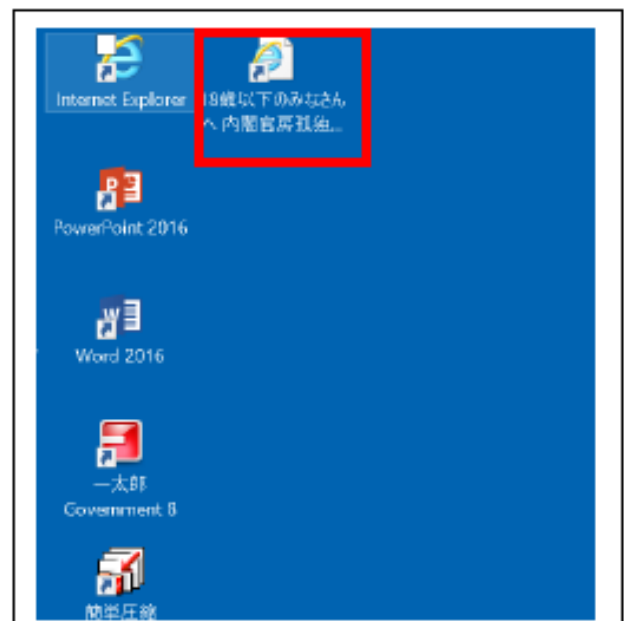 Internet Explorer
18歳以下のみなさん
へ 内閣官房孤独...
PowerPoint 2016
Word 2016
一太郎
Government 8
簡単圧縮